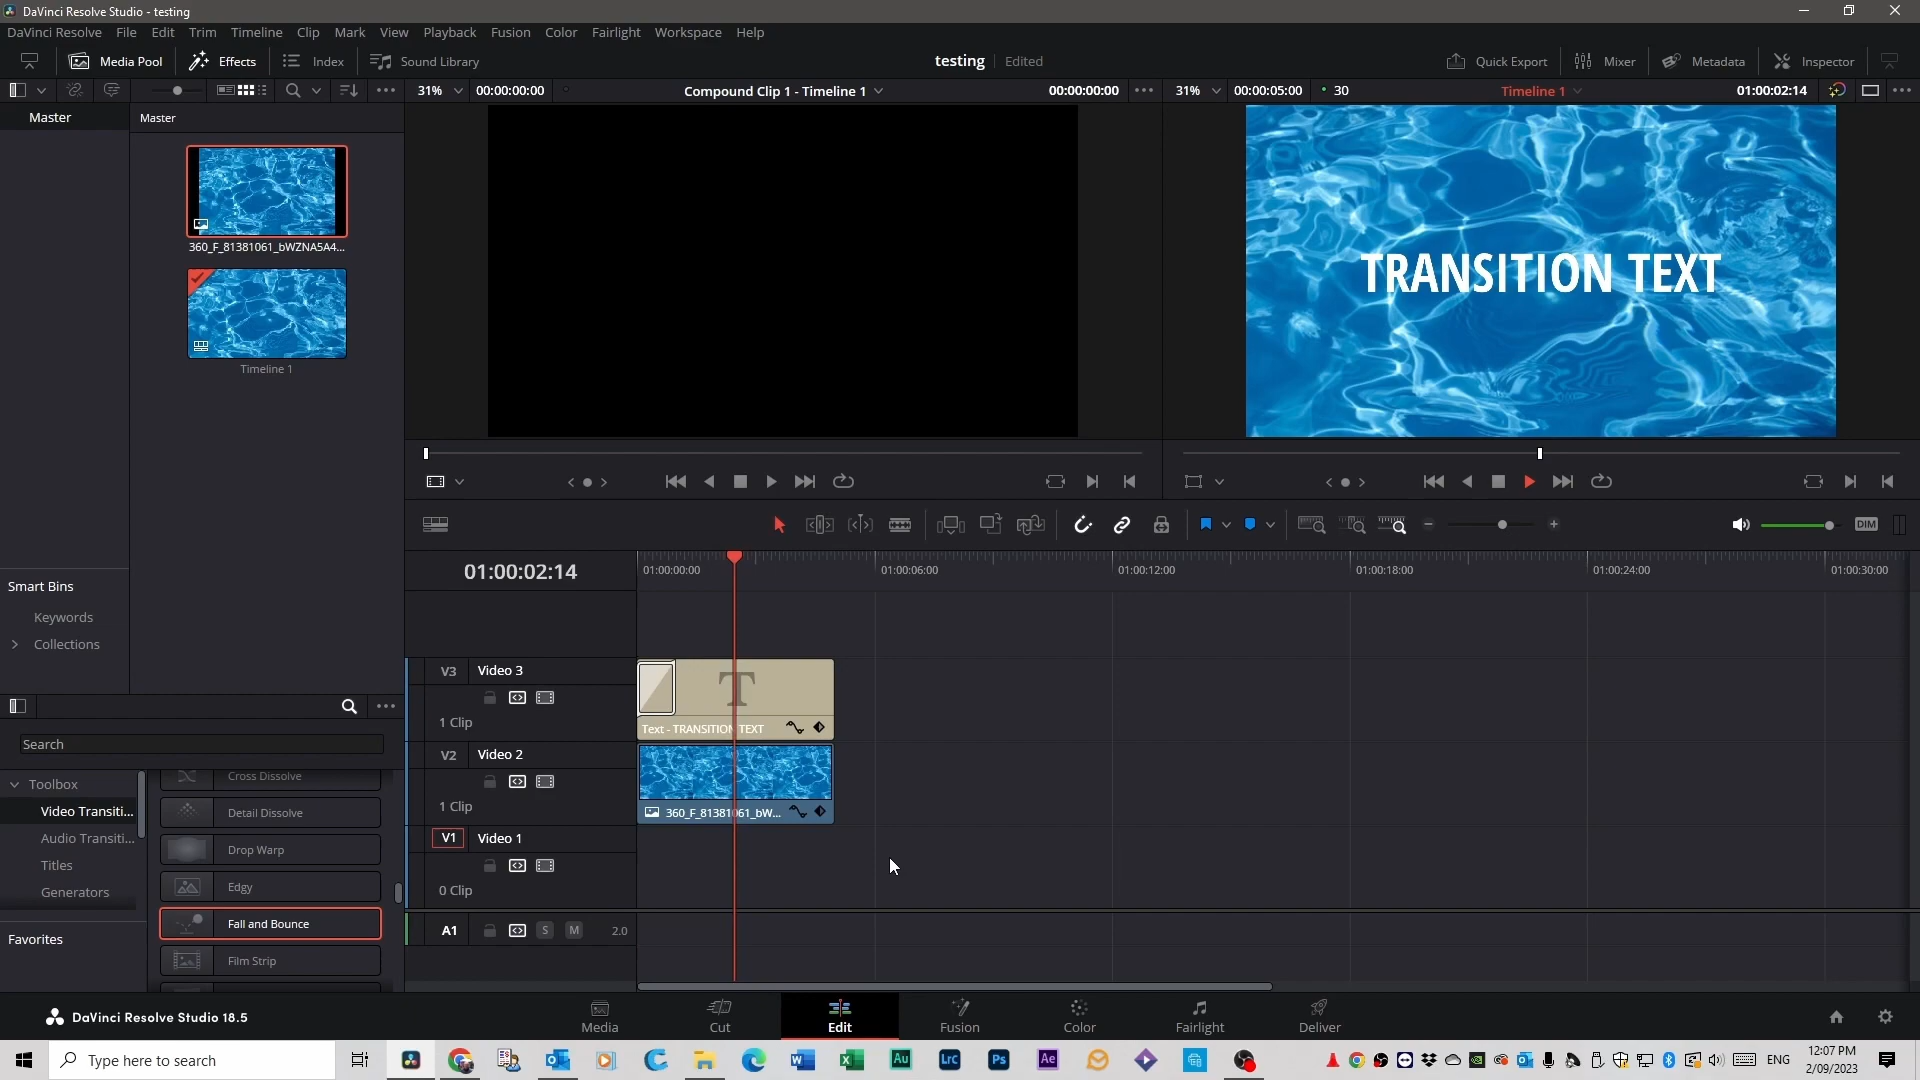 DaVinci Resolve Studio - testing
DaVinci Resolve File Edit Trim Timeline Clip Mark View Playback Fusion Color Fairlight Workspace Help
Media Pool Effects Index Sound Library testing Edited Quick Export Mixer Metadata Inspector
31% 00:00:00:00 Compound Clip 1 - Timeline 1 00:00:00:00 31% 00:00:05:00 30 Timeline 1 01:00:02:14
Master
Master
360_F_81381061_bWZNA5A4...
Timeline 1
TRANSITION TEXT
DIM
01:00:02:14
01:00:00:00 01:00:06:00 01:00:12:00 01:00:18:00 01:00:24:00 01:00:30:00
Smart Bins
Keywords
Collections
V3 Video 3
1 Clip
T
Text - TRANSITION TEXT
V2 Video 2
1 Clip
360_F_81381061_bW...
V1 Video 1
0 Clip
A1 S M 2.0
Search
Toolbox
Video Transiti...
Audio Transiti...
Titles
Generators
Favorites
Cross Dissolve
Detail Dissolve
Drop Warp
Edgy
Fall and Bounce
Film Strip
DaVinci Resolve Studio 18.5
Media Cut Edit Fusion Color Fairlight Deliver
Type here to search
Au Lrc Ps Ae
ENG
12:07 PM
2/09/2023